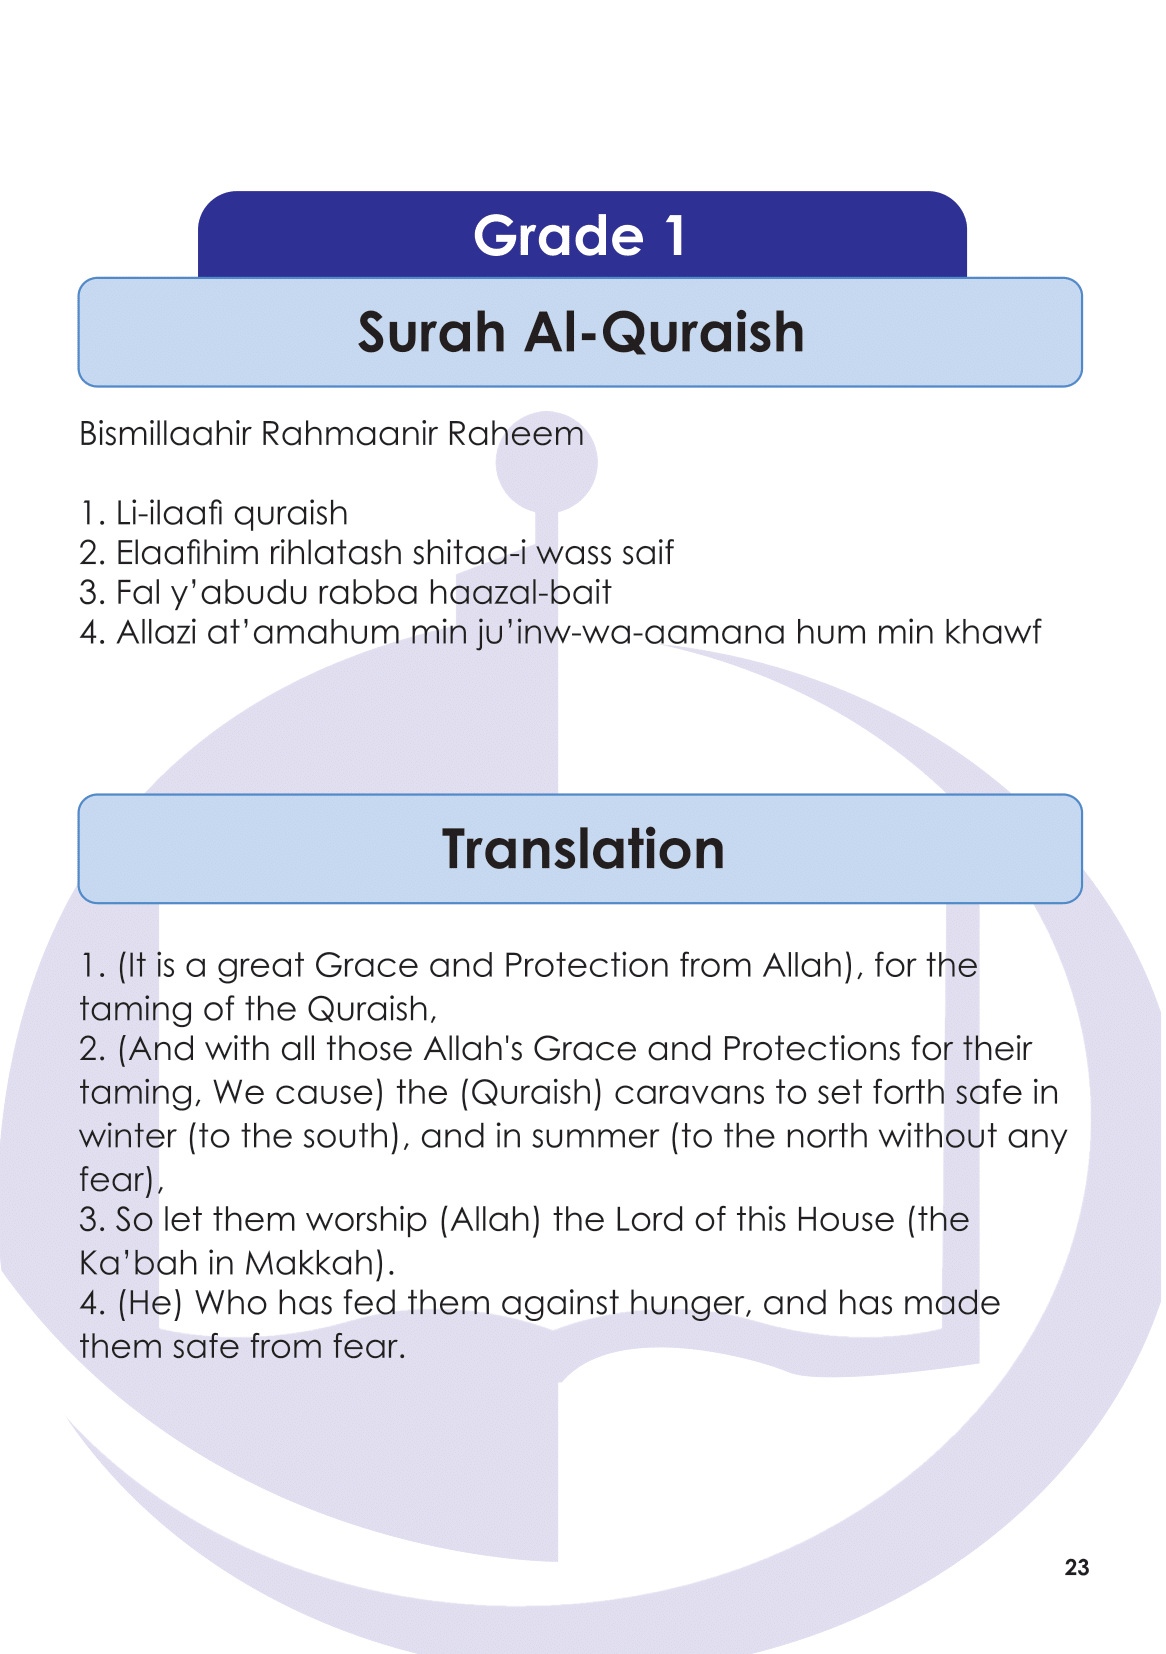 Grade 1
Surah Al-Quraish
Bismillaahir Rahmaanir Raheem
1. Li-ilaafi quraish
2. Elaafihim rihlatash shitaa-i wass saif
3. Fal y’abudu rabba haazal-bait
4. Allazi at’amahum min ju’inw-wa-aamana hum min khawf
Translation
1. (It is a great Grace and Protection from Allah), for the
taming of the Quraish,
2. (And with all those Allah's Grace and Protections for their
taming, We cause) the (Quraish) caravans to set forth safe in
winter (to the south), and in summer (to the north without any
fear),
3. So let them worship (Allah) the Lord of this House (the
Ka’bah in Makkah).
4. (He) Who has fed them against hunger, and has made
them safe from fear.
23